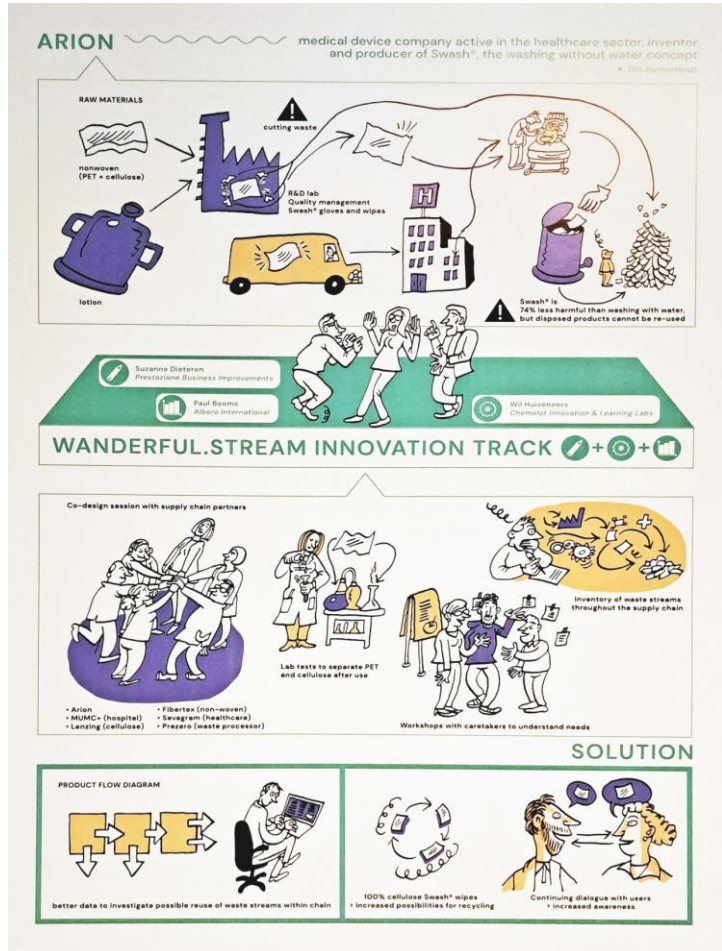 ARION
medical device company active in the healthcare sector, inventor
and producer of Swash®, the washing without water concept
> The Netherlands
RAW MATERIALS
cutting waste
nonwoven
(PET + cellulose)
R&D lab
Quality management
Swash® gloves and wipes
H
lotion
Swash® is
74% less harmful than washing with water,
but disposed products cannot be re-used
Suzanne Dieteren
Prestazione Business Improvements
Paul Booms
Albero International
Wil Huiveneers
Chemelot Innovation & Learning Labs
WANDERFUL.STREAM INNOVATION TRACK
Co-design session with supply chain partners
Inventory of waste streams
throughout the supply chain
Lab tests to separate PET
and cellulose after use
• Arion
• MUMC+ (hospital)
• Lenzing (cellulose)
• Fibertex (non-woven)
• Sevagram (healthcare)
• Prezero (waste processor)
Workshops with caretakers to understand needs
SOLUTION
PRODUCT FLOW DIAGRAM
better data to investigate possible reuse of waste streams within chain
100% cellulose Swash® wipes
> increased possibilities for recycling
Continuing dialogue with users
> increased awareness